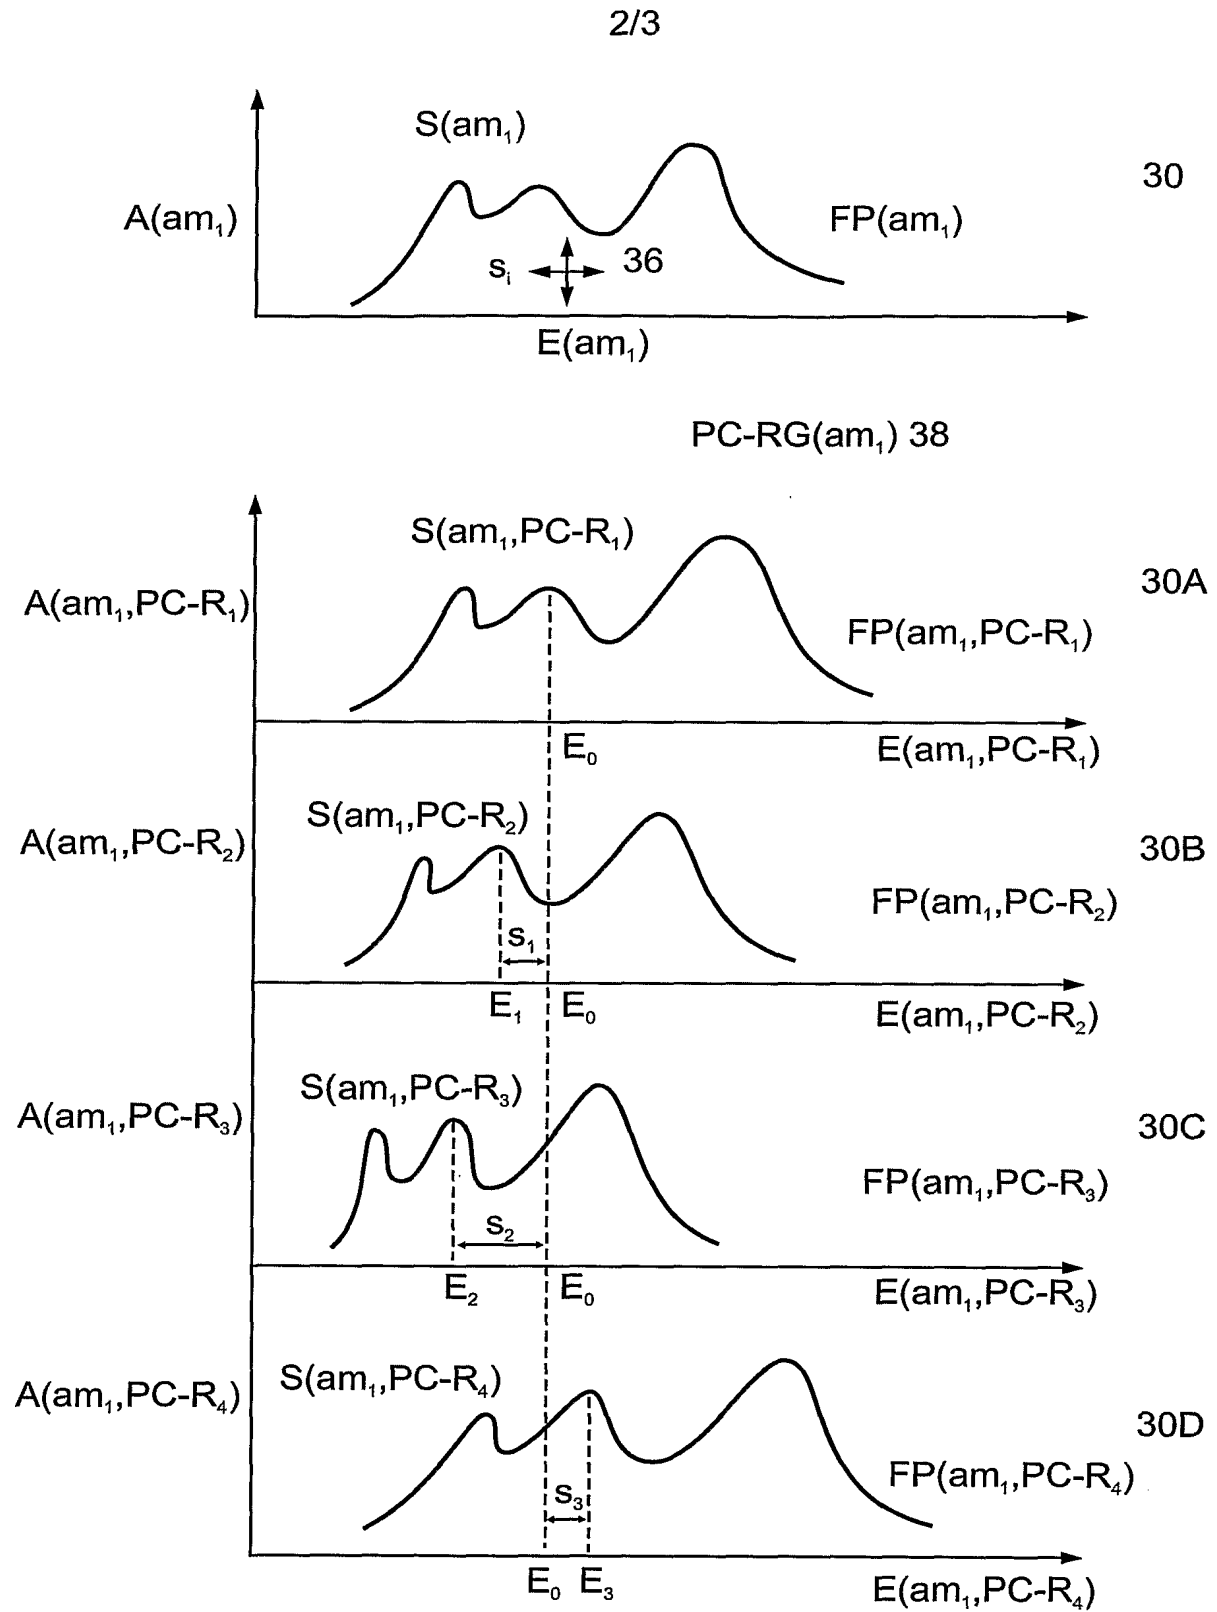 2/3
S(am₁)
30
A(am₁)
FP(am₁)
sᵢ
36
E(am₁)
PC-RG(am₁) 38
S(am₁,PC-R₁)
30A
A(am₁,PC-R₁)
FP(am₁,PC-R₁)
E₀
E(am₁,PC-R₁)
S(am₁,PC-R₂)
A(am₁,PC-R₂)
30B
FP(am₁,PC-R₂)
s₁
E₁
E₀
E(am₁,PC-R₂)
S(am₁,PC-R₃)
A(am₁,PC-R₃)
30C
FP(am₁,PC-R₃)
s₂
E₂
E₀
E(am₁,PC-R₃)
S(am₁,PC-R₄)
A(am₁,PC-R₄)
30D
FP(am₁,PC-R₄)
s₃
E₀
E₃
E(am₁,PC-R₄)